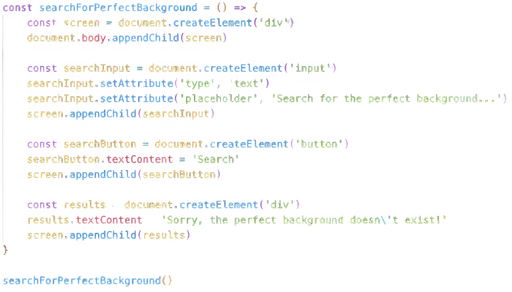 const searchForPerfectBackground = () => {
const screen = document.createElement('div')
document.body.appendChild(screen)
const searchInput = document.createElement('input')
searchInput.setAttribute('type', 'text')
searchInput.setAttribute('placeholder', 'Search for the perfect background...')
screen.appendChild(searchInput)
const searchButton = document.createElement('button')
searchButton.textContent = 'Search'
screen.appendChild(searchButton)
const results = document.createElement('div')
results.textContent = 'Sorry, the perfect background doesn\'t exist!'
screen.appendChild(results)
}
searchForPerfectBackground()